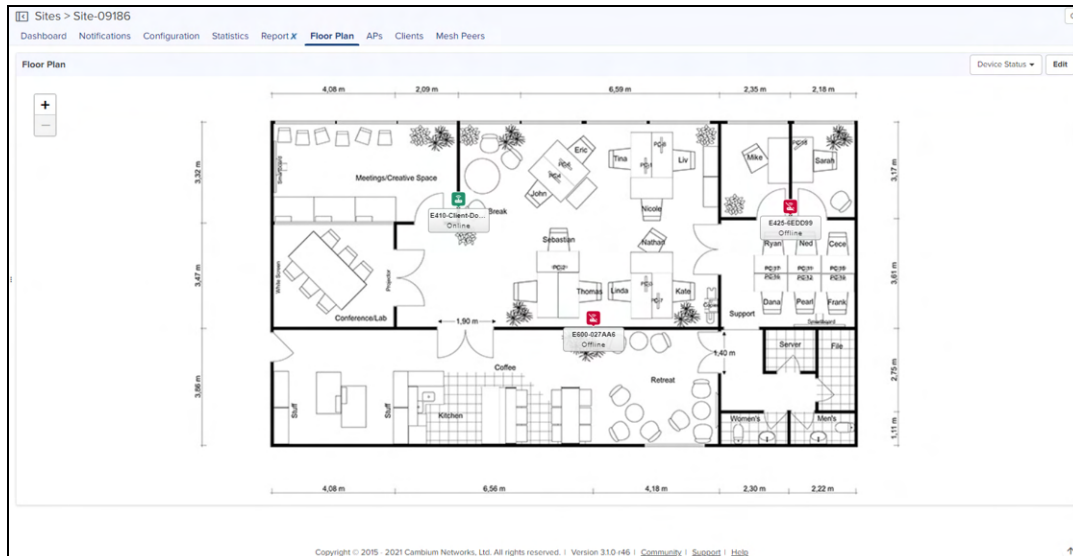 Sites > Site-09186
Dashboard Notifications Configuration Statistics Report X Floor Plan APs Clients Mesh Peers
Floor Plan
Device Status
Edit
+
−
4,08 m 2,09 m 6,59 m 2,35 m 2,18 m
3,32 m
3,47 m
3,86 m
3,17 m
3,61 m
2,75 m
1,11 m
Meetings/Creative Space
Break
E410-Client-Do...
Online
Eric
John
Tina
Liv
Nicole
Mike
Sarah
E425-6EDD99
Offline
White Screen
Projector
Conference/Lab
Sebastian
Nathan
Thomas
Linda
Kate
Ryan Ned Cece
Dana Pearl Frank
Support
E600-027AA6
Offline
1,90 m
1,40 m
Coffee
Retreat
Server
File
Stuff
Stuff
Kitchen
Women's
Men's
4,08 m 6,56 m 4,18 m 2,30 m 2,22 m
Copyright © 2015 - 2021 Cambium Networks, Ltd. All rights reserved. | Version 3.1.0-r46 | Community | Support | Help